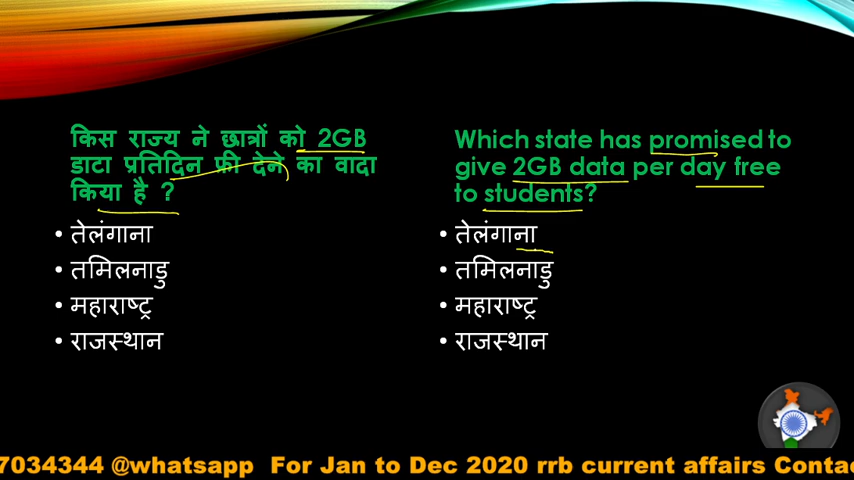 किस राज्य ने छात्रों को 2GB
डाटा प्रतिदिन फ्री देने का वादा
किया है ?
• तेलंगाना
• तमिलनाडु
• महाराष्ट्र
• राजस्थान
Which state has promised to
give 2GB data per day free
to students?
• तेलंगाना
• तमिलनाडु
• महाराष्ट्र
• राजस्थान
7034344 @whatsapp For Jan to Dec 2020 rrb current affairs Contac